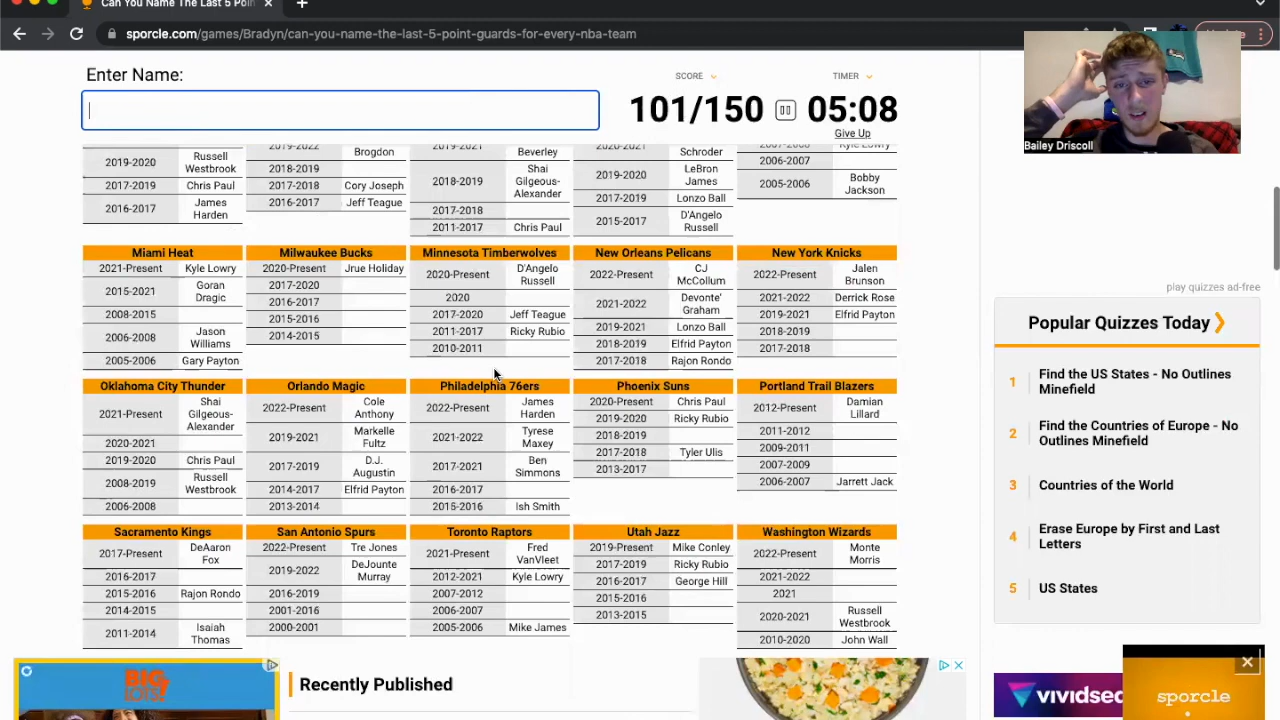 Can You Name The Last 5 Poin
sporcle.com/games/Bradyn/can-you-name-the-last-5-point-guards-for-every-nba-team
Enter Name:
SCORE
TIMER
101/150
05:08
Give Up
Bailey Driscoll
2019-2020 Russell Westbrook
2017-2019 Chris Paul
2016-2017 James Harden
Brogdon
2018-2019
2017-2018 Cory Joseph
2016-2017 Jeff Teague
Beverley
2018-2019 Shai Gilgeous-Alexander
2017-2018
2011-2017 Chris Paul
Schroder
2019-2020 LeBron James
2017-2019 Lonzo Ball
2015-2017 D'Angelo Russell
Kyle Lowry
2006-2007
2005-2006 Bobby Jackson
Miami Heat
2021-Present Kyle Lowry
2015-2021 Goran Dragic
2008-2015
2006-2008 Jason Williams
2005-2006 Gary Payton
Milwaukee Bucks
2020-Present Jrue Holiday
2017-2020
2016-2017
2015-2016
2014-2015
Minnesota Timberwolves
2020-Present D'Angelo Russell
2020
2017-2020 Jeff Teague
2011-2017 Ricky Rubio
2010-2011
New Orleans Pelicans
2022-Present CJ McCollum
2021-2022 Devonte' Graham
2019-2021 Lonzo Ball
2018-2019 Elfrid Payton
2017-2018 Rajon Rondo
New York Knicks
2022-Present Jalen Brunson
2021-2022 Derrick Rose
2019-2021 Elfrid Payton
2018-2019
2017-2018
Oklahoma City Thunder
2021-Present Shai Gilgeous-Alexander
2020-2021
2019-2020 Chris Paul
2008-2019 Russell Westbrook
2006-2008
Orlando Magic
2022-Present Cole Anthony
2019-2021 Markelle Fultz
2017-2019 D.J. Augustin
2014-2017 Elfrid Payton
2013-2014
Philadelphia 76ers
2022-Present James Harden
2021-2022 Tyrese Maxey
2017-2021 Ben Simmons
2016-2017
2015-2016 Ish Smith
Phoenix Suns
2020-Present Chris Paul
2019-2020 Ricky Rubio
2018-2019
2017-2018 Tyler Ulis
2013-2017
Portland Trail Blazers
2012-Present Damian Lillard
2011-2012
2009-2011
2007-2009
2006-2007 Jarrett Jack
Sacramento Kings
2017-Present DeAaron Fox
2016-2017
2015-2016 Rajon Rondo
2014-2015
2011-2014 Isaiah Thomas
San Antonio Spurs
2022-Present Tre Jones
2019-2022 DeJounte Murray
2016-2019
2001-2016
2000-2001
Toronto Raptors
2021-Present Fred VanVleet
2012-2021 Kyle Lowry
2007-2012
2006-2007
2005-2006 Mike James
Utah Jazz
2019-Present Mike Conley
2017-2019 Ricky Rubio
2016-2017 George Hill
2015-2016
2013-2015
Washington Wizards
2022-Present Monte Morris
2021-2022
2021
2020-2021 Russell Westbrook
2010-2020 John Wall
play quizzes ad-free
Popular Quizzes Today
1 Find the US States - No Outlines Minefield
2 Find the Countries of Europe - No Outlines Minefield
3 Countries of the World
4 Erase Europe by First and Last Letters
5 US States
BIG LOTS!
Recently Published
vividsea
sporcle